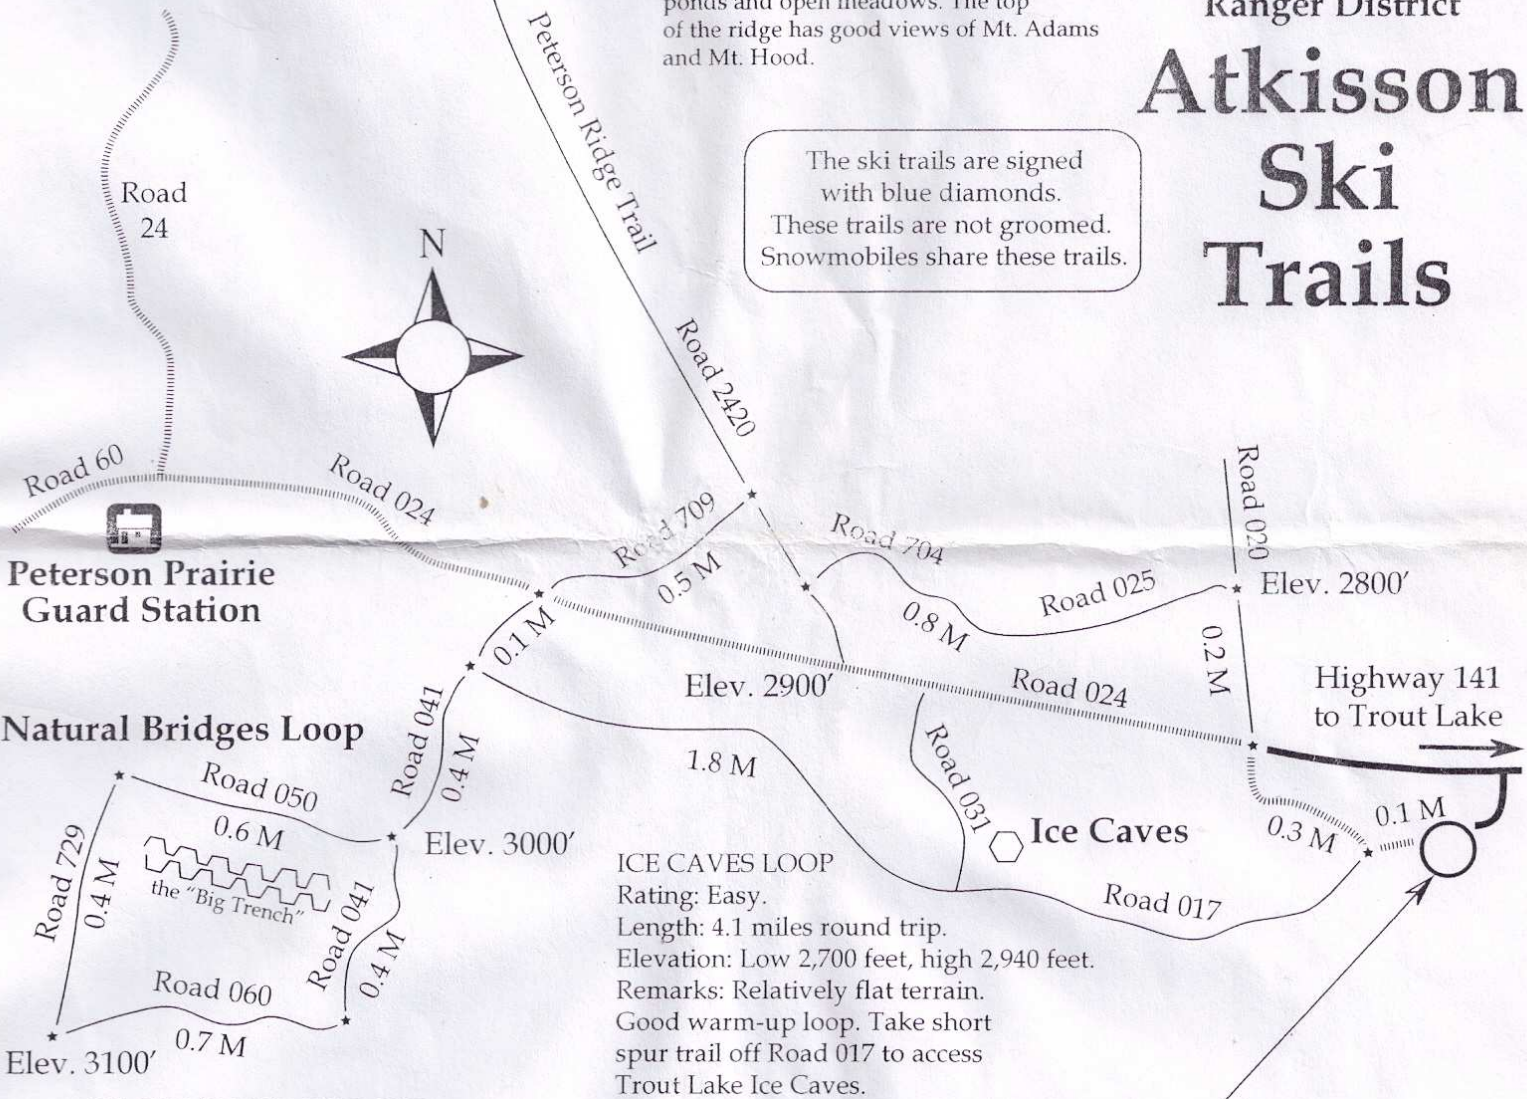 ponds and open meadows. The top
of the ridge has good views of Mt. Adams
and Mt. Hood.
Ranger District
Atkisson
Ski
Trails
The ski trails are signed
with blue diamonds.
These trails are not groomed.
Snowmobiles share these trails.
Peterson Ridge Trail
Road 2420
Road
24
N
Road 60
Road 024
Peterson Prairie
Guard Station
Road 709
0.5 M
Road 704
0.8 M
Road 025
Road 020
Elev. 2800'
0.2 M
0.1 M
Elev. 2900'
Road 024
Highway 141
to Trout Lake
Natural Bridges Loop
Road 041
0.4 M
1.8 M
Road 031
Ice Caves
0.3 M
0.1 M
Road 050
0.6 M
Elev. 3000'
Road 729
0.4 M
the "Big Trench"
Road 041
0.4 M
Road 017
Road 060
0.7 M
Elev. 3100'
ICE CAVES LOOP
Rating: Easy.
Length: 4.1 miles round trip.
Elevation: Low 2,700 feet, high 2,940 feet.
Remarks: Relatively flat terrain.
Good warm-up loop. Take short
spur trail off Road 017 to access
Trout Lake Ice Caves.